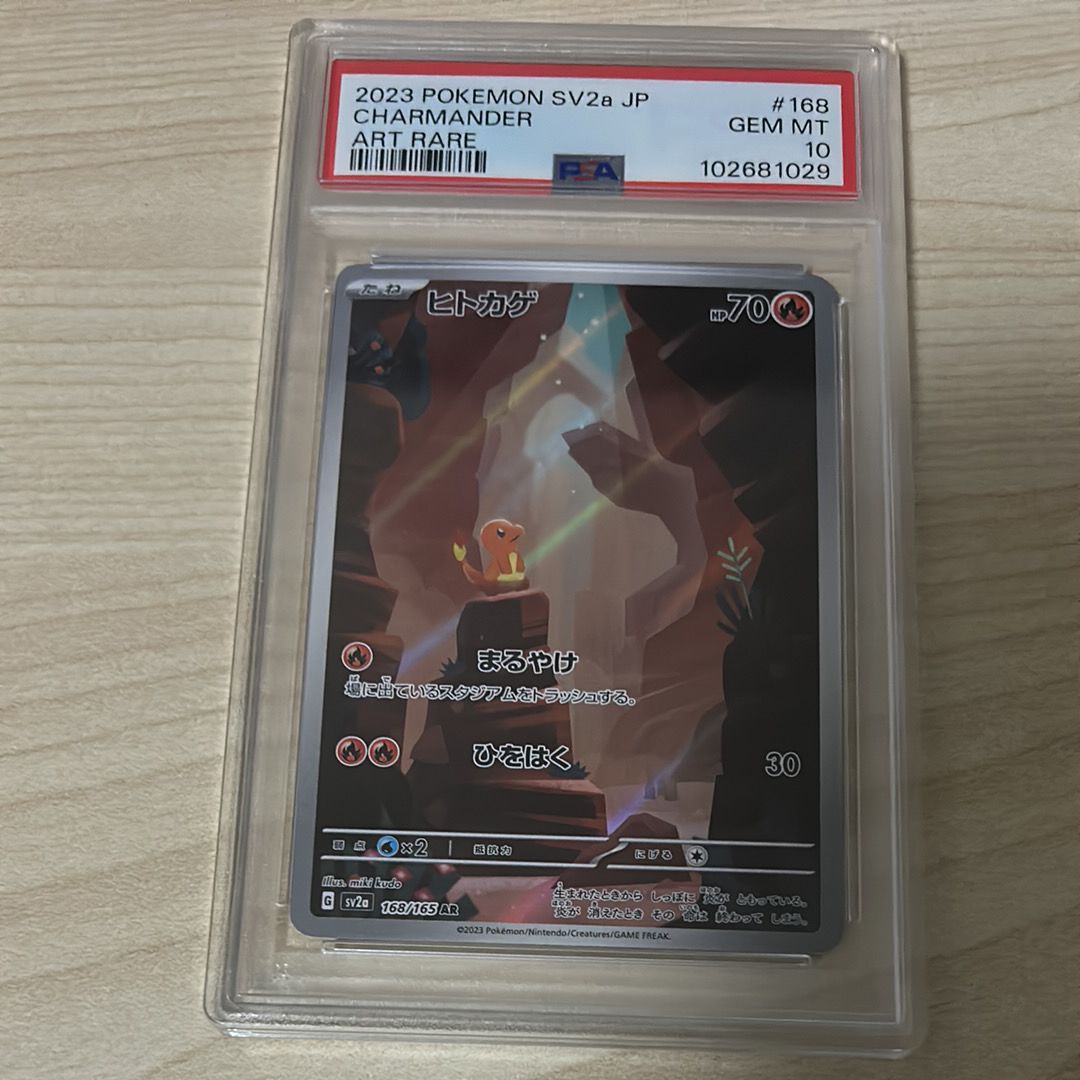 2023 POKEMON SV2a JP #168
CHARMANDER GEM MT
ART RARE 10
PSA 102681029
たね ヒトカゲ HP70
まるやけ
場に出ているスタジアムをトラッシュする。
ひをはく 30
弱点 ×2 抵抗力 にげる
Illus. miki kudo
G sv2a 168/165 AR
生まれたときから しっぽに 炎が ともっている。
炎が 消えたとき その 命は 終わって しまう。
©2023 Pokémon/Nintendo/Creatures/GAME FREAK.